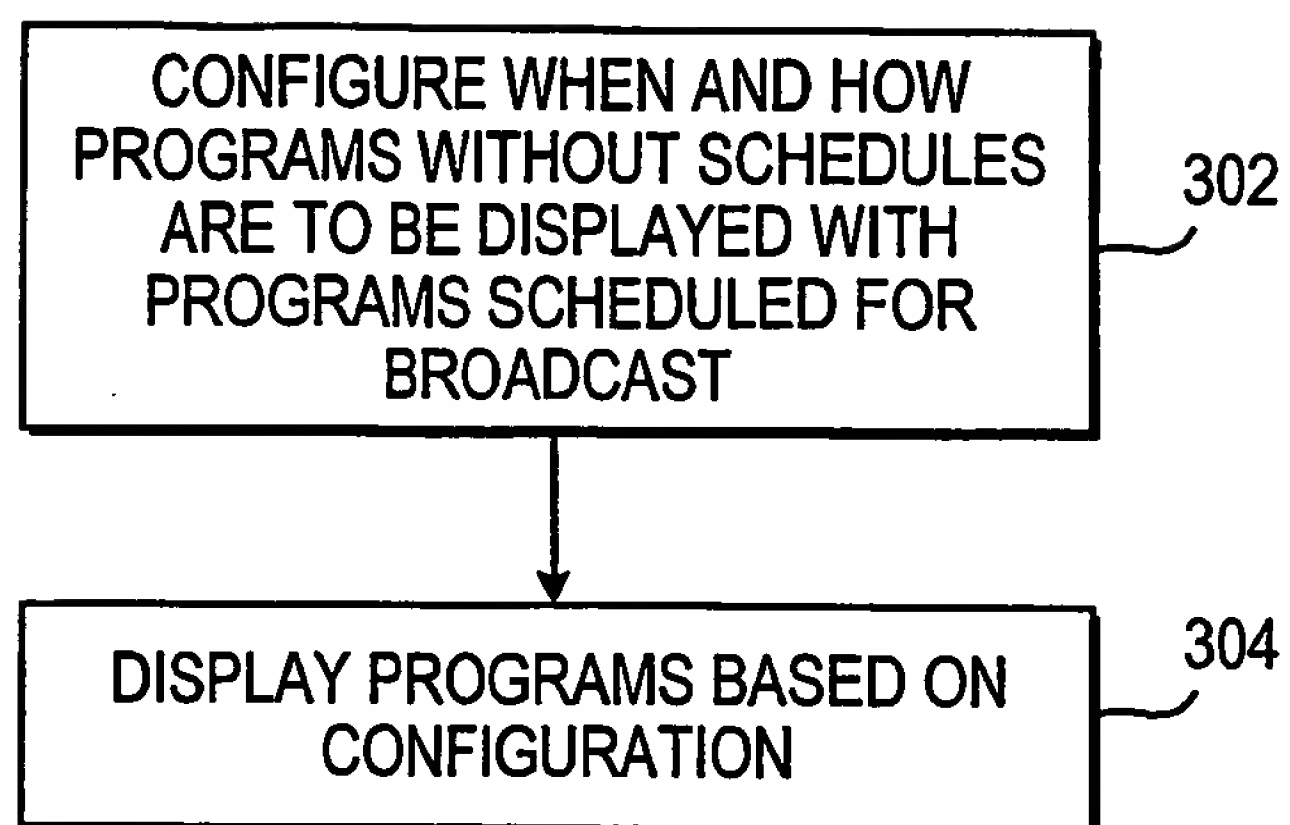 CONFIGURE WHEN AND HOW
PROGRAMS WITHOUT SCHEDULES
ARE TO BE DISPLAYED WITH
PROGRAMS SCHEDULED FOR
BROADCAST
302
DISPLAY PROGRAMS BASED ON
CONFIGURATION
304